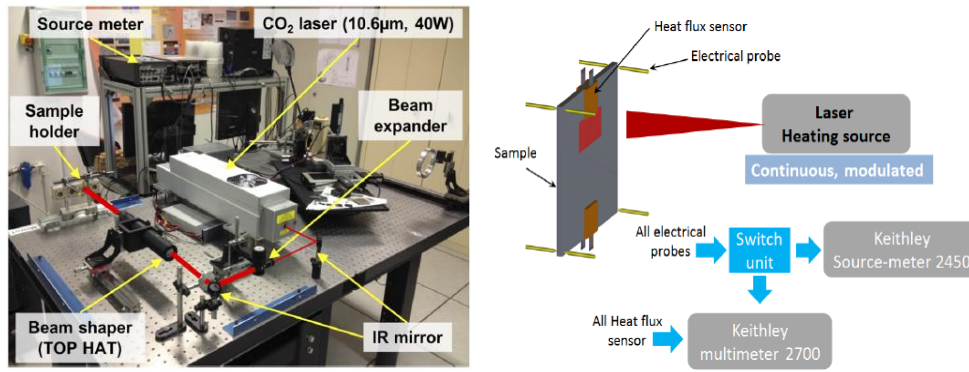 Source meter
CO₂ laser (10.6µm, 40W)
Sample
holder
Beam
expander
Beam shaper
(TOP HAT)
IR mirror
Heat flux sensor
Electrical probe
Sample
Laser
Heating source
Continuous, modulated
All electrical
probes
Switch
unit
Keithley
Source-meter 2450
All Heat flux
sensor
Keithley
multimeter 2700